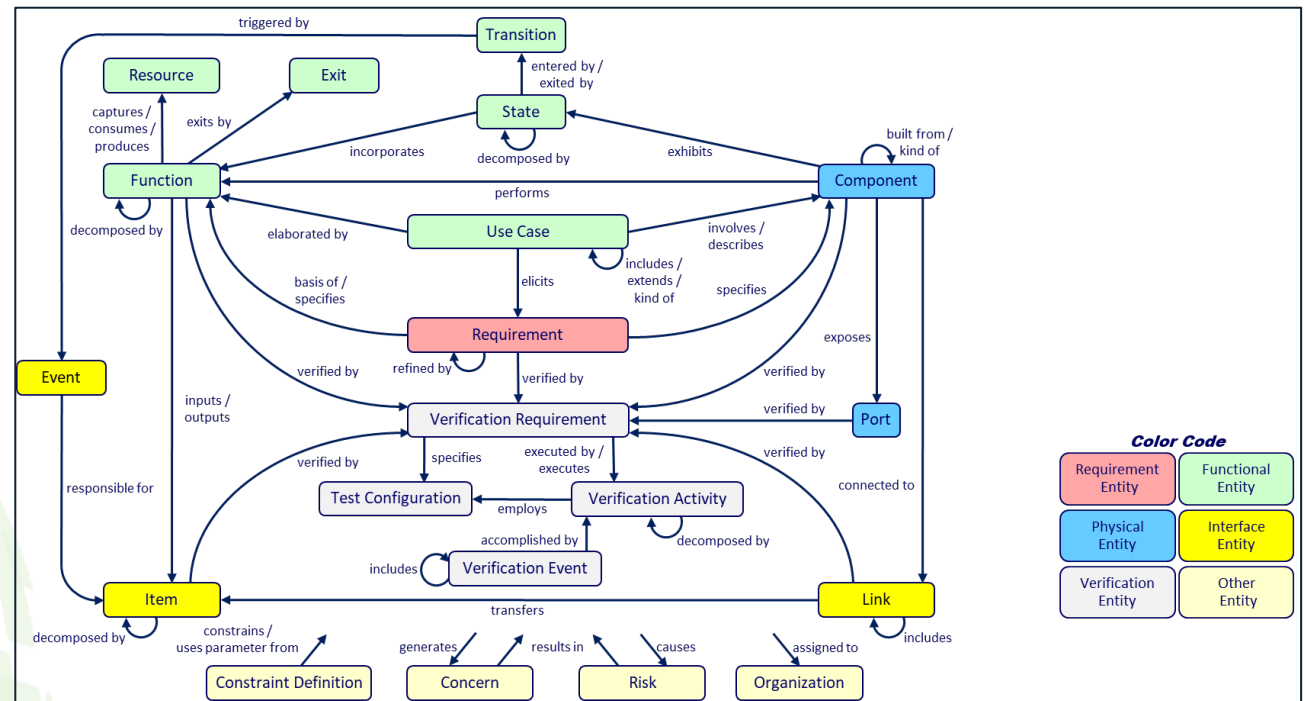 triggered by
Transition
entered by /
exited by
Resource
Exit
captures /
consumes /
produces
exits by
State
decomposed by
incorporates
exhibits
built from /
kind of
Function
Component
performs
decomposed by
elaborated by
Use Case
involves /
describes
includes /
extends /
kind of
elicits
basis of /
specifies
specifies
Requirement
refined by
exposes
Event
verified by
verified by
verified by
inputs /
outputs
Verification Requirement
verified by
Port
verified by
specifies
executed by /
executes
verified by
responsible for
connected to
Test Configuration
employs
Verification Activity
decomposed by
accomplished by
includes
Verification Event
Item
transfers
Link
decomposed by
includes
constrains /
uses parameter from
generates
results in
causes
assigned to
Constraint Definition
Concern
Risk
Organization
Color Code
Requirement
Entity
Functional
Entity
Physical
Entity
Interface
Entity
Verification
Entity
Other
Entity